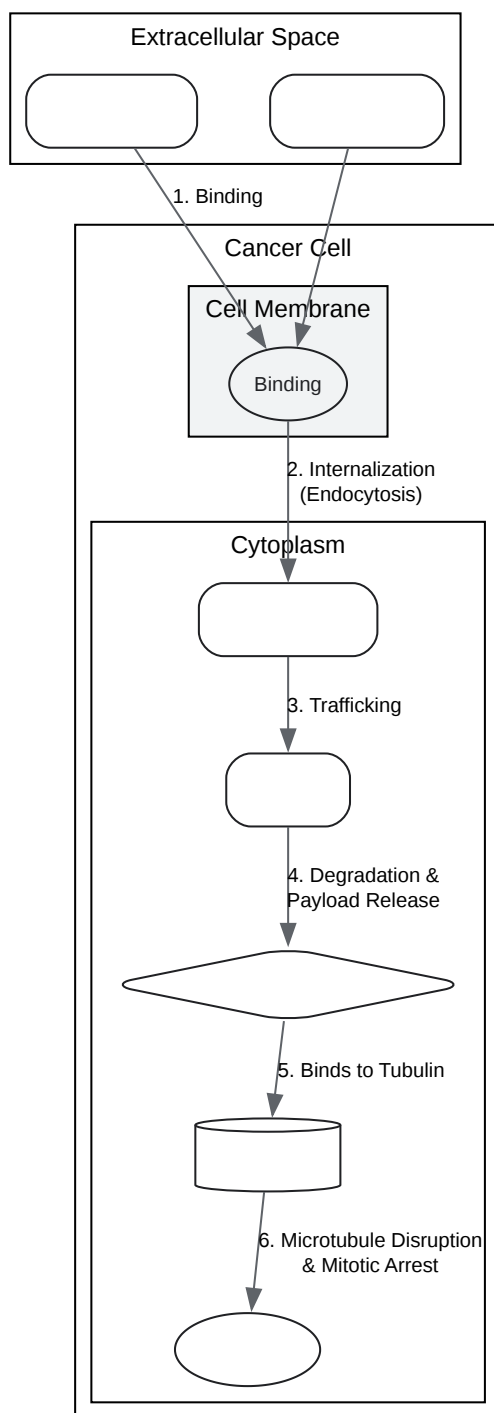 Extracellular Space
1. Binding
Cancer Cell
Cell Membrane
Binding
2. Internalization
(Endocytosis)
Cytoplasm
3. Trafficking
4. Degradation &
Payload Release
5. Binds to Tubulin
6. Microtubule Disruption
& Mitotic Arrest